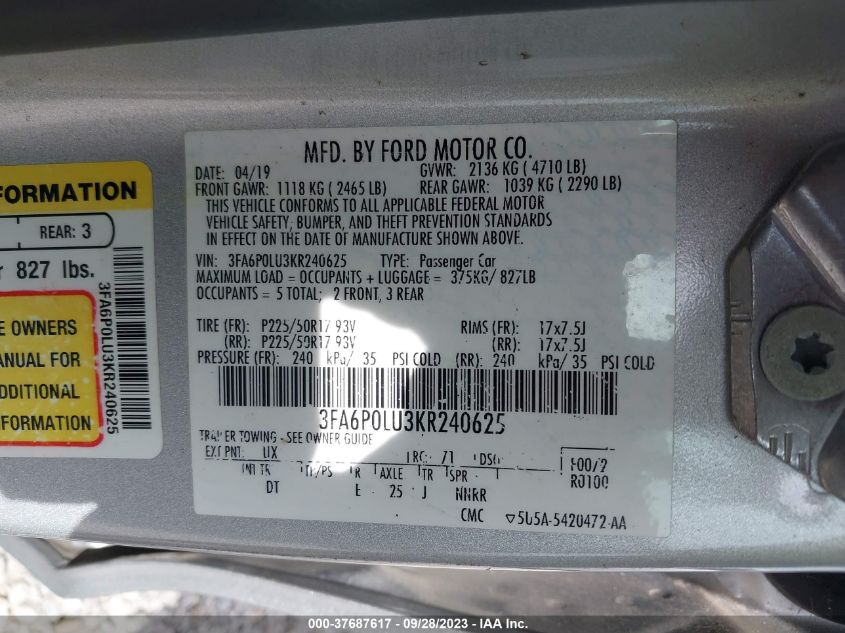 MFD. BY FORD MOTOR CO.
DATE: 04/19 GVWR: 2136 KG ( 4710 LB)
FRONT GAWR: 1118 KG ( 2465 LB) REAR GAWR: 1039 KG ( 2290 LB)
THIS VEHICLE CONFORMS TO ALL APPLICABLE FEDERAL MOTOR
VEHICLE SAFETY, BUMPER, AND THEFT PREVENTION STANDARDS
IN EFFECT ON THE DATE OF MANUFACTURE SHOWN ABOVE.
VIN: 3FA6P0LU3KR240625 TYPE: Passenger Car
MAXIMUM LOAD = OCCUPANTS + LUGGAGE = 375KG/ 827LB
OCCUPANTS = 5 TOTAL; 2 FRONT, 3 REAR
TIRE (FR): P225/50R17 93V RIMS (FR): 17x7.5J
(RR): P225/50R17 93V (RR): 17x7.5J
PRESSURE (FR): 240 kPa/ 35 PSI COLD (RR): 240 kPa/ 35 PSI COLD
3FA6P0LU3KR240625
TRAILER TOWING - SEE OWNER GUIDE
EXT PNT: UX RC: 71 DSO:
INT TR TP/PS R AXLE TR SPR
DT E 25 J NNRR
R0100
CMC ▽5U5A-5420472-AA
FORMATION
REAR: 3
827 lbs.
E OWNERS
ANUAL FOR
DDITIONAL
FORMATION
3FA6P0LU3KR240625
000-37687617 - 09/28/2023 - IAA Inc.